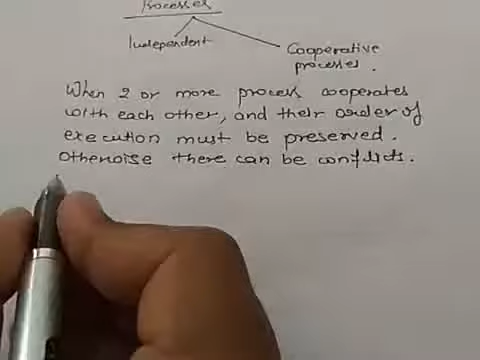 Processes
Independent
Cooperative
processes.
When 2 or more process cooperates
with each other, and their order of
execution must be preserved.
Otherwise there can be conflicts.